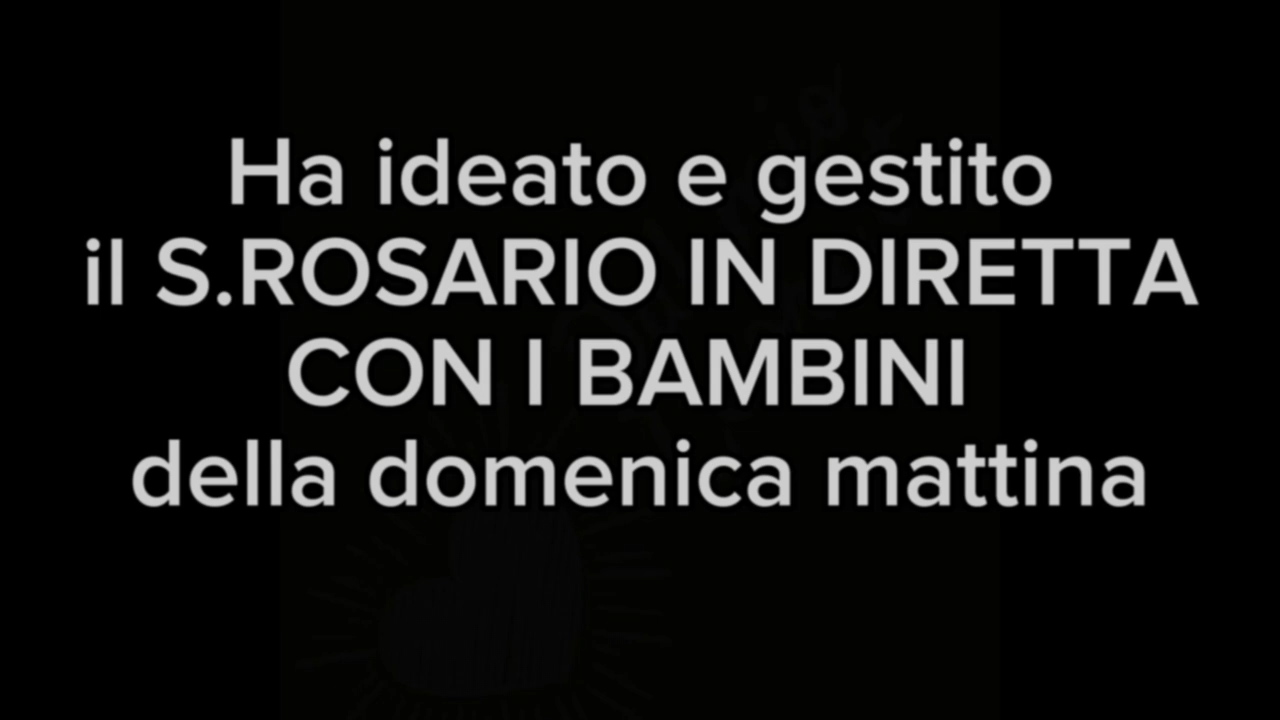 Ha ideato e gestito
il S.ROSARIO IN DIRETTA
CON I BAMBINI
della domenica mattina